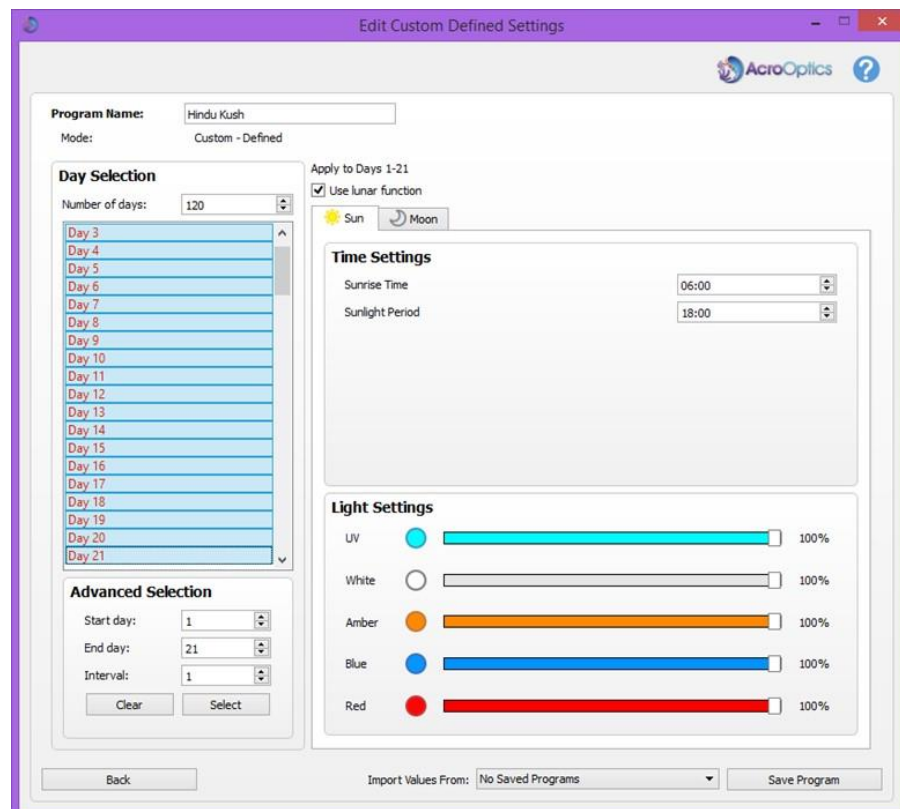 Edit Custom Defined Settings
AcroOptics ?
Program Name: Hindu Kush
Mode: Custom - Defined
Day Selection
Number of days: 120
Day 3
Day 4
Day 5
Day 6
Day 7
Day 8
Day 9
Day 10
Day 11
Day 12
Day 13
Day 14
Day 15
Day 16
Day 17
Day 18
Day 19
Day 20
Day 21
Advanced Selection
Start day: 1
End day: 21
Interval: 1
Clear Select
Apply to Days 1-21
Use lunar function
Sun Moon
Time Settings
Sunrise Time 06:00
Sunlight Period 18:00
Light Settings
UV 100%
White 100%
Amber 100%
Blue 100%
Red 100%
Back Import Values From: No Saved Programs Save Program